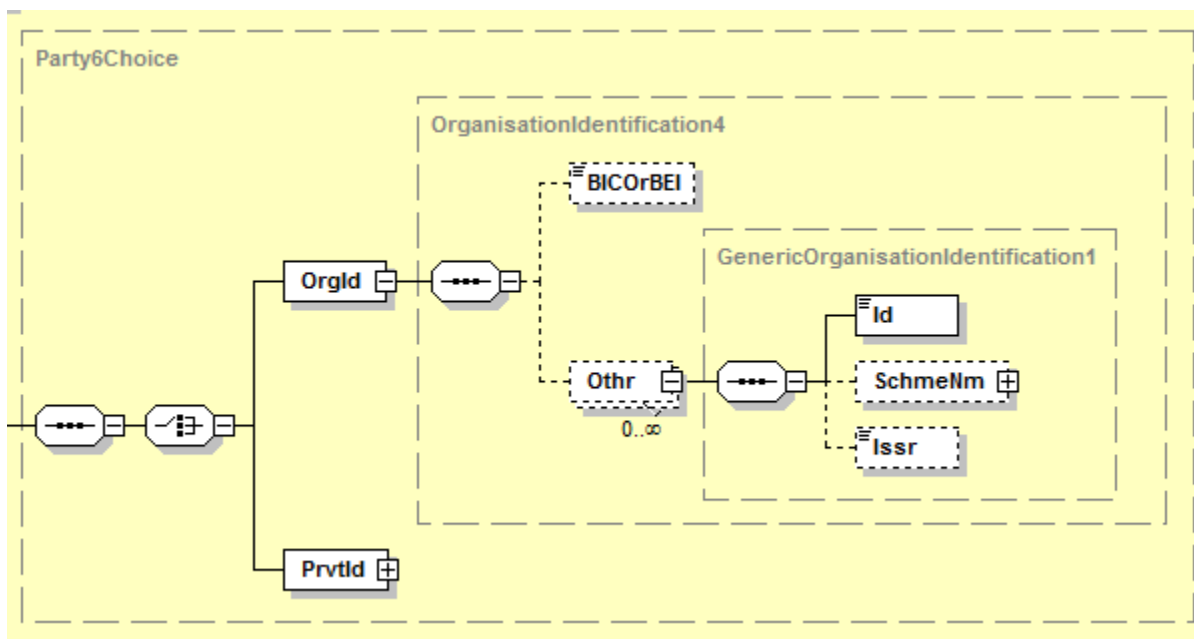 Party6Choice
OrganisationIdentification4
BICOrBEI
GenericOrganisationIdentification1
OrgId
Id
Othr
SchmeNm
0..∞
Issr
PrvtId